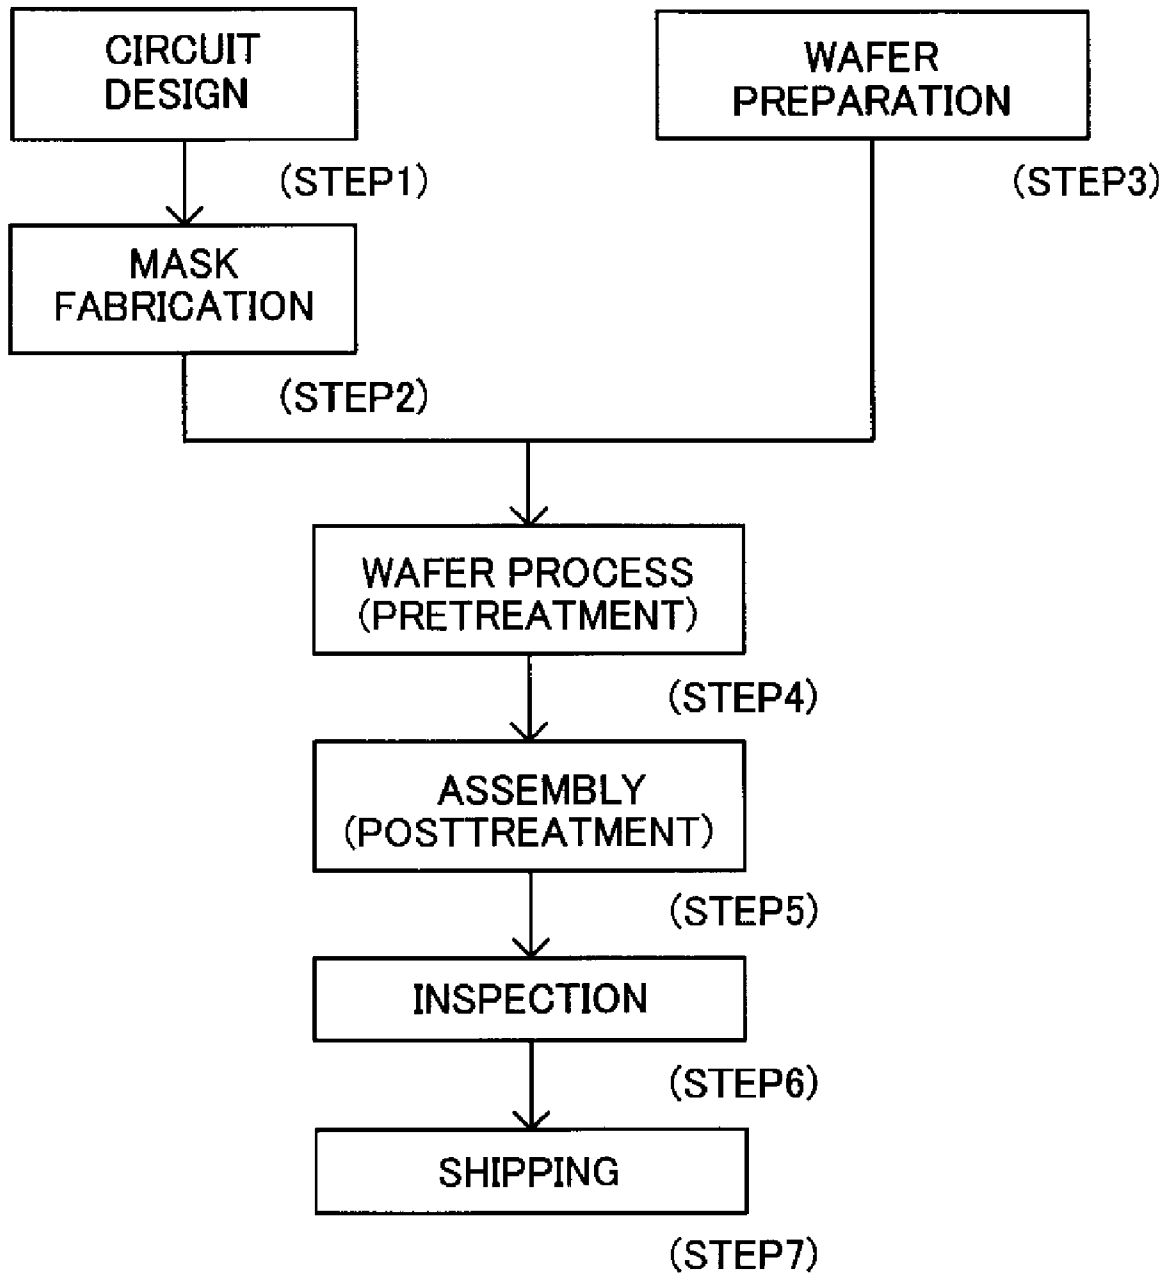 CIRCUIT
DESIGN
(STEP1)
MASK
FABRICATION
(STEP2)
WAFER
PREPARATION
(STEP3)
WAFER PROCESS
(PRETREATMENT)
(STEP4)
ASSEMBLY
(POSTTREATMENT)
(STEP5)
INSPECTION
(STEP6)
SHIPPING
(STEP7)